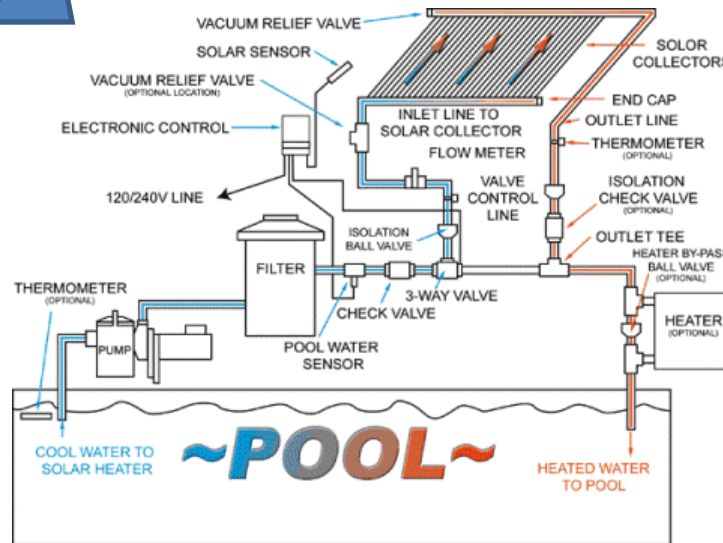 VACUUM RELIEF VALVE
SOLAR SENSOR
SOLOR
COLLECTORS
VACUUM RELIEF VALVE
(OPTIONAL LOCATION)
END CAP
INLET LINE TO
SOLAR COLLECTOR
OUTLET LINE
ELECTRONIC CONTROL
FLOW METER
THERMOMETER
(OPTIONAL)
120/240V LINE
VALVE
CONTROL
LINE
ISOLATION
CHECK VALVE
(OPTIONAL)
ISOLATION
BALL VALVE
OUTLET TEE
FILTER
HEATER BY-PASS
BALL VALVE
(OPTIONAL)
THERMOMETER
(OPTIONAL)
3-WAY VALVE
CHECK VALVE
HEATER
(OPTIONAL)
PUMP
POOL WATER
SENSOR
COOL WATER TO
SOLAR HEATER
~POOL~
HEATED WATER
TO POOL